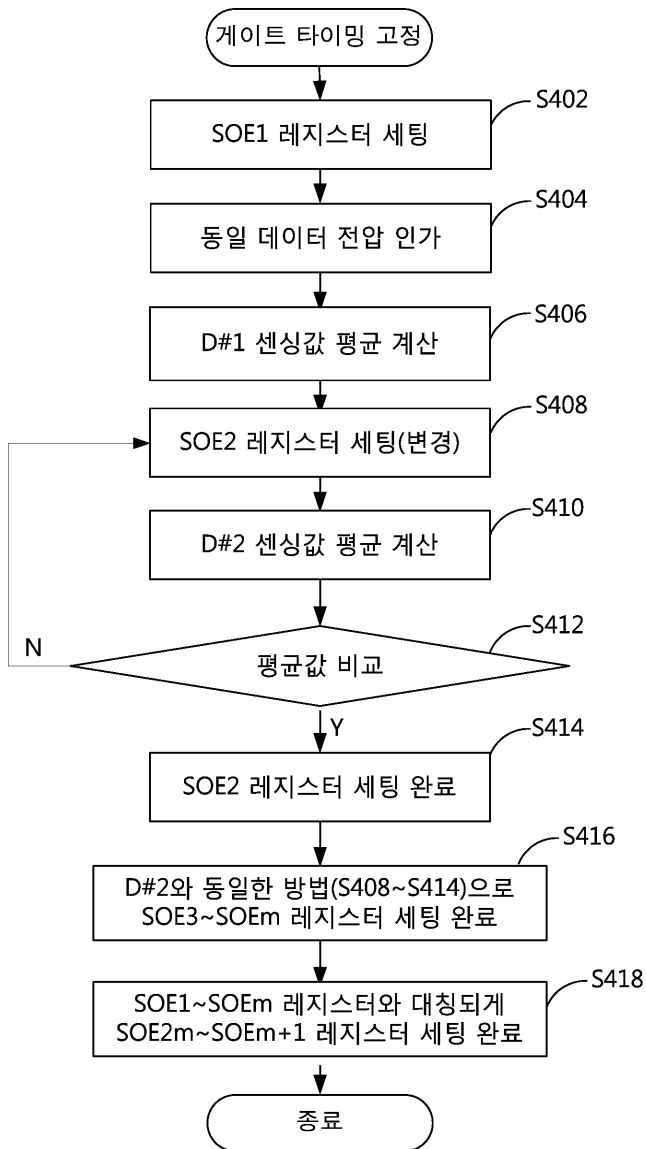 게이트 타이밍 고정
S402
SOE1 레지스터 세팅
S404
동일 데이터 전압 인가
S406
D#1 센싱값 평균 계산
S408
SOE2 레지스터 세팅(변경)
S410
D#2 센싱값 평균 계산
S412
평균값 비교
N
Y
S414
SOE2 레지스터 세팅 완료
S416
D#2와 동일한 방법(S408~S414)으로
SOE3~SOEm 레지스터 세팅 완료
S418
SOE1~SOEm 레지스터와 대칭되게
SOE2m~SOEm+1 레지스터 세팅 완료
종료